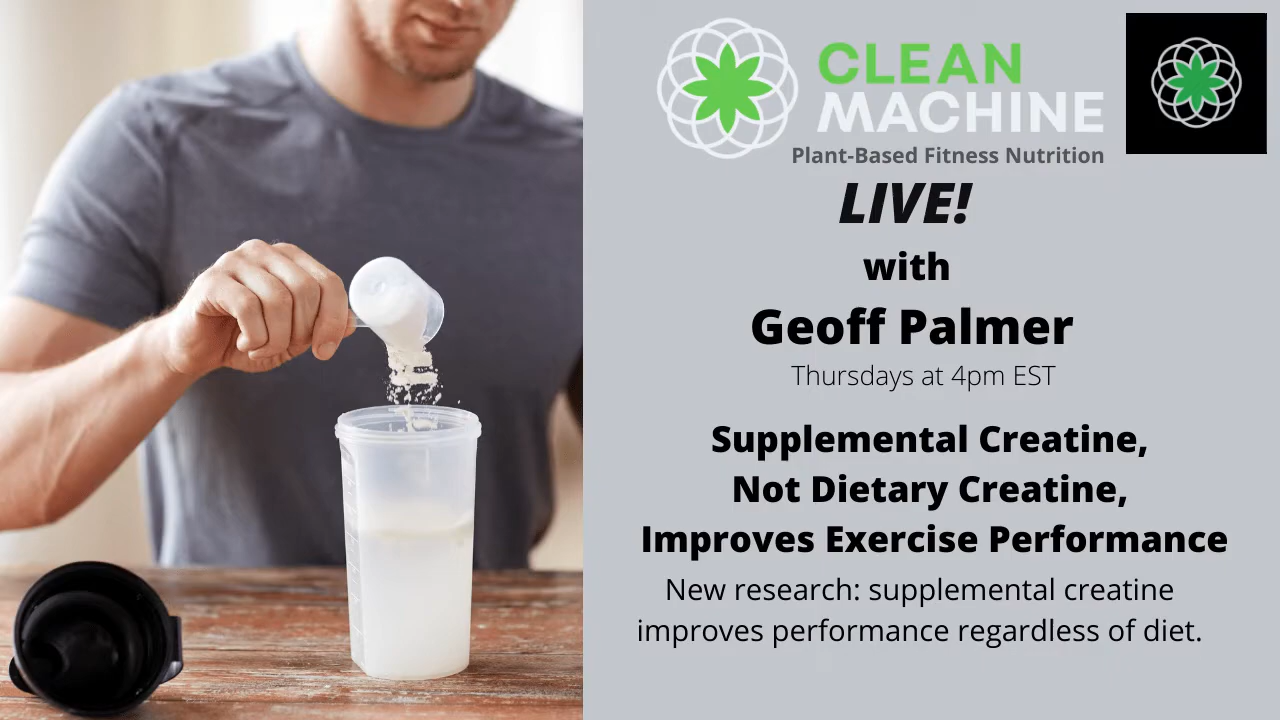 CLEAN
MACHINE
Plant-Based Fitness Nutrition
LIVE!
with
Geoff Palmer
Thursdays at 4pm EST
Supplemental Creatine,
Not Dietary Creatine,
Improves Exercise Performance
New research: supplemental creatine
improves performance regardless of diet.